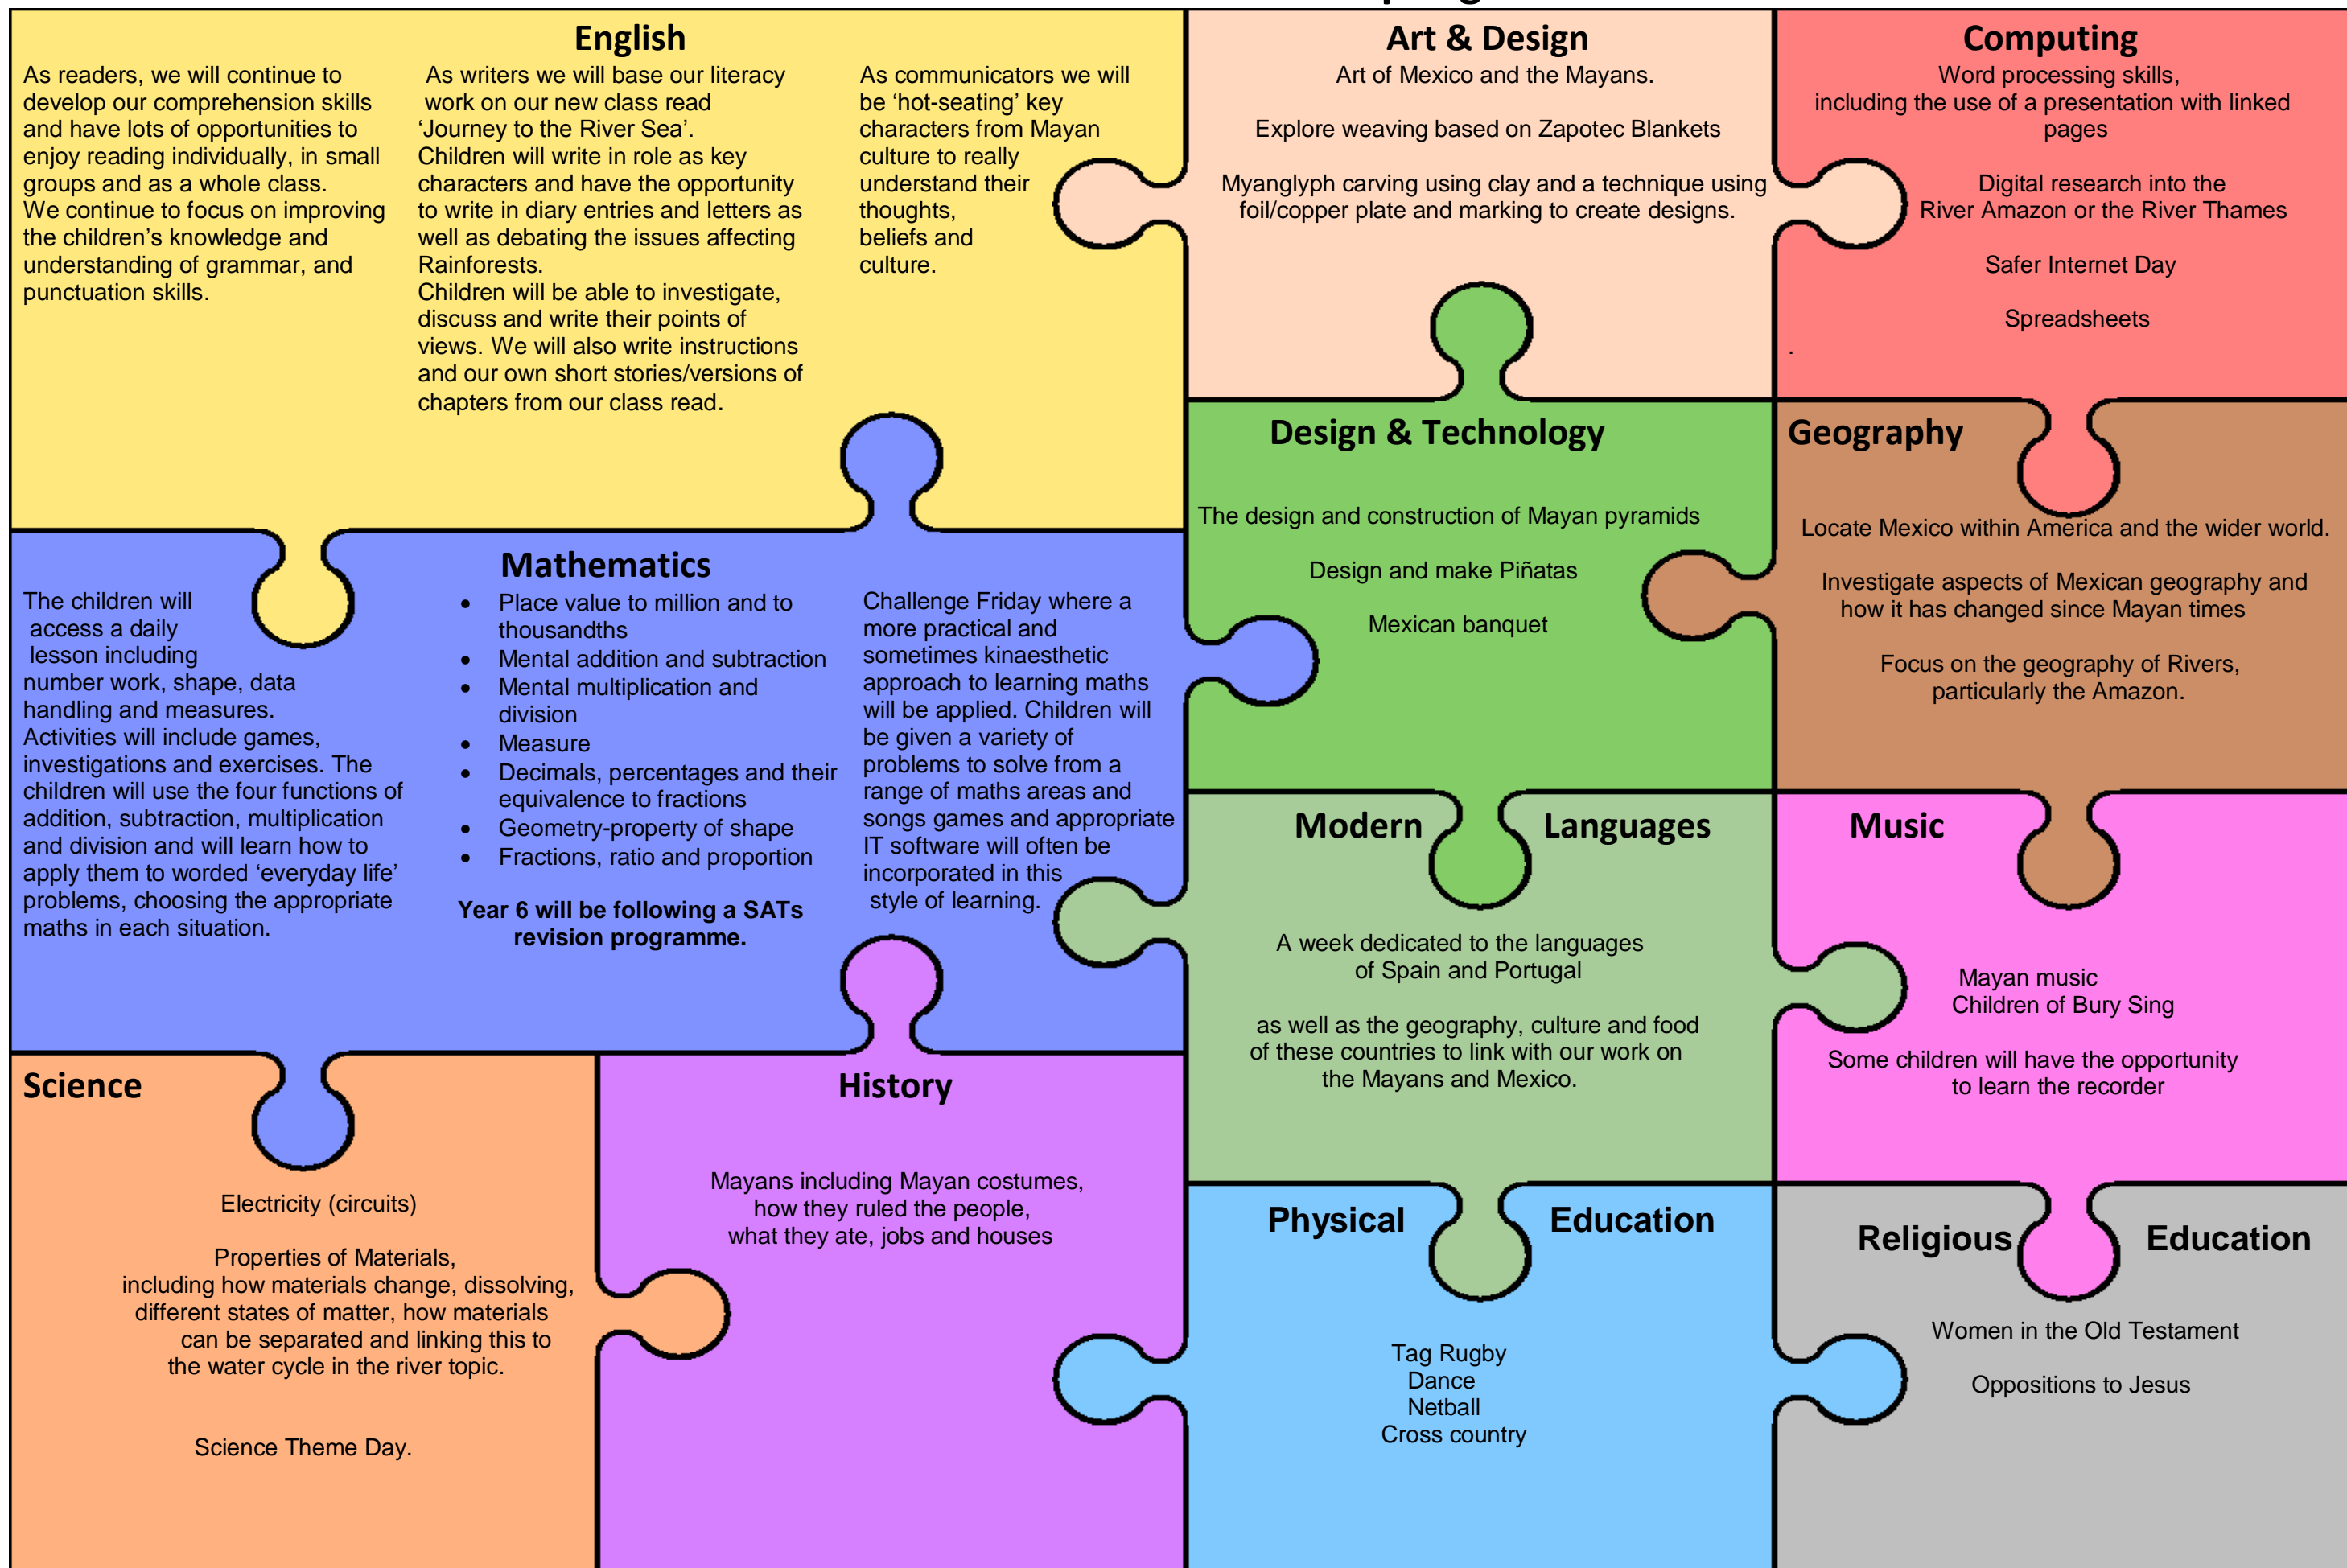 English
As readers, we will continue to
develop our comprehension skills
and have lots of opportunities to
enjoy reading individually, in small
groups and as a whole class.
We continue to focus on improving
the children's knowledge and
understanding of grammar, and
punctuation skills.
As writers we will base our literacy
work on our new class read
'Journey to the River Sea'.
Children will write in role as key
characters and have the opportunity
to write in diary entries and letters as
well as debating the issues affecting
Rainforests.
Children will be able to investigate,
discuss and write their points of
views. We will also write instructions
and our own short stories/versions of
chapters from our class read.
As communicators we will
be 'hot-seating' key
characters from Mayan
culture to really
understand their
thoughts,
beliefs and
culture.
Art & Design
Art of Mexico and the Mayans.
Explore weaving based on Zapotec Blankets
Myanglyph carving using clay and a technique using
foil/copper plate and marking to create designs.
Computing
Word processing skills,
including the use of a presentation with linked
pages
Digital research into the
River Amazon or the River Thames
Safer Internet Day
Spreadsheets
.
Mathematics
The children will
access a daily
lesson including
number work, shape, data
handling and measures.
Activities will include games,
investigations and exercises. The
children will use the four functions of
addition, subtraction, multiplication
and division and will learn how to
apply them to worded 'everyday life'
problems, choosing the appropriate
maths in each situation.
• Place value to million and to
thousandths
• Mental addition and subtraction
• Mental multiplication and
division
• Measure
• Decimals, percentages and their
equivalence to fractions
• Geometry-property of shape
• Fractions, ratio and proportion
Year 6 will be following a SATs
revision programme.
Challenge Friday where a
more practical and
sometimes kinaesthetic
approach to learning maths
will be applied. Children will
be given a variety of
problems to solve from a
range of maths areas and
songs games and appropriate
IT software will often be
incorporated in this
style of learning.
Design & Technology
The design and construction of Mayan pyramids
Design and make Piñatas
Mexican banquet
Geography
Locate Mexico within America and the wider world.
Investigate aspects of Mexican geography and
how it has changed since Mayan times
Focus on the geography of Rivers,
particularly the Amazon.
Modern Languages
A week dedicated to the languages
of Spain and Portugal
as well as the geography, culture and food
of these countries to link with our work on
the Mayans and Mexico.
Music
Mayan music
Children of Bury Sing
Some children will have the opportunity
to learn the recorder
Science
Electricity (circuits)
Properties of Materials,
including how materials change, dissolving,
different states of matter, how materials
can be separated and linking this to
the water cycle in the river topic.
Science Theme Day.
History
Mayans including Mayan costumes,
how they ruled the people,
what they ate, jobs and houses
Physical Education
Tag Rugby
Dance
Netball
Cross country
Religious Education
Women in the Old Testament
Oppositions to Jesus